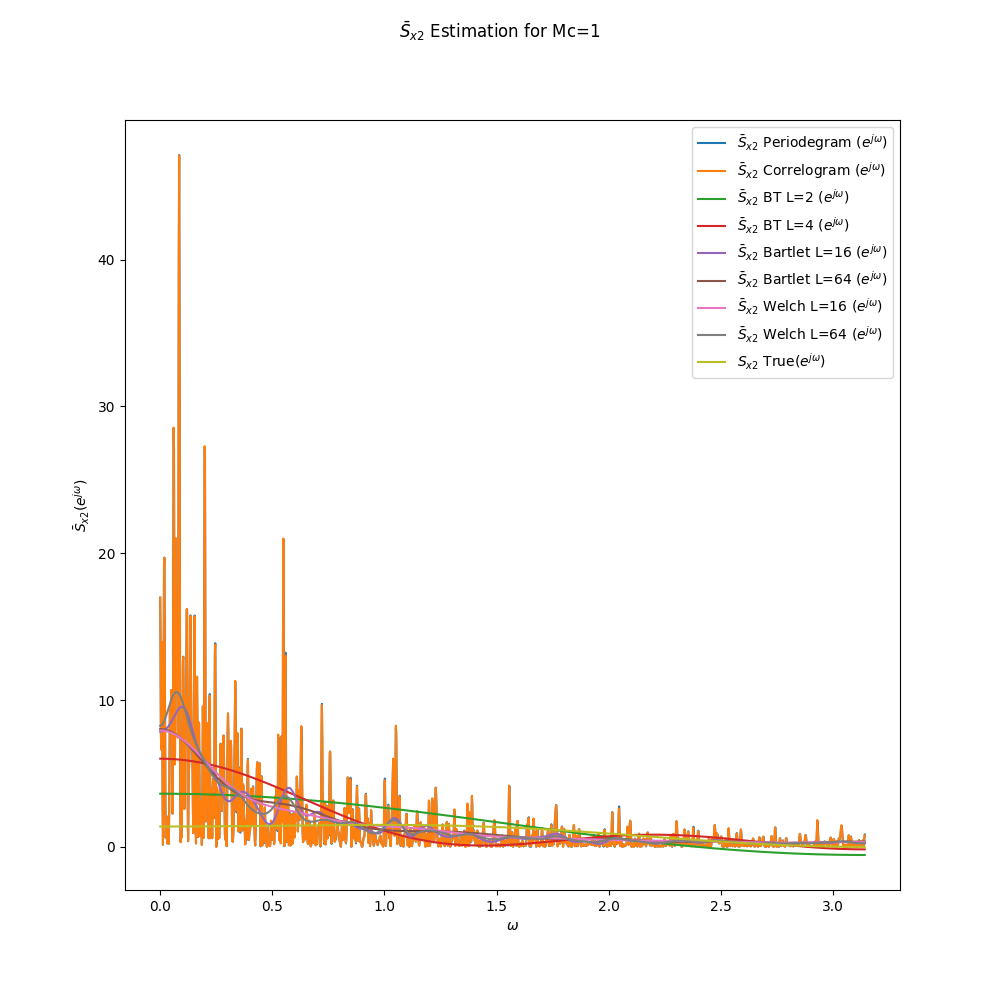 S̄ₓ₂ Estimation for Mc=1
S̄ₓ₂ Periodegram (e^{jω})
S̄ₓ₂ Correlogram (e^{jω})
S̄ₓ₂ BT L=2 (e^{jω})
S̄ₓ₂ BT L=4 (e^{jω})
S̄ₓ₂ Bartlet L=16 (e^{jω})
S̄ₓ₂ Bartlet L=64 (e^{jω})
S̄ₓ₂ Welch L=16 (e^{jω})
S̄ₓ₂ Welch L=64 (e^{jω})
Sₓ₂ True(e^{jω})
40
30
20
10
0
S̄ₓ₂(e^{jω})
0.0 0.5 1.0 1.5 2.0 2.5 3.0
ω